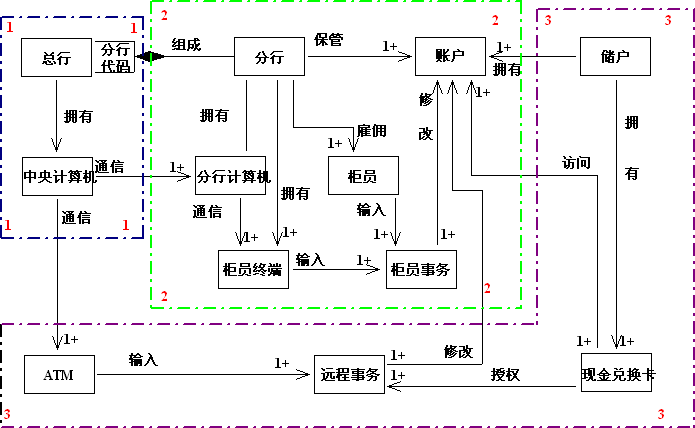 1
1
2
2
3
3
总行
分行
代码
组成
分行
保管
1+
账户
1+
拥有
储户
拥有
拥有
雇佣
修
改
1+
拥
有
中央计算机
通信
1+
分行计算机
1+
柜员
访问
通信
1
1
通信
拥有
输入
1+
1+
1+
1+
柜员终端
输入
1+
柜员事务
2
2
1+
ATM
输入
1+
远程事务
1+
1+
修改
授权
1+
1+
现金兑换卡
3
3